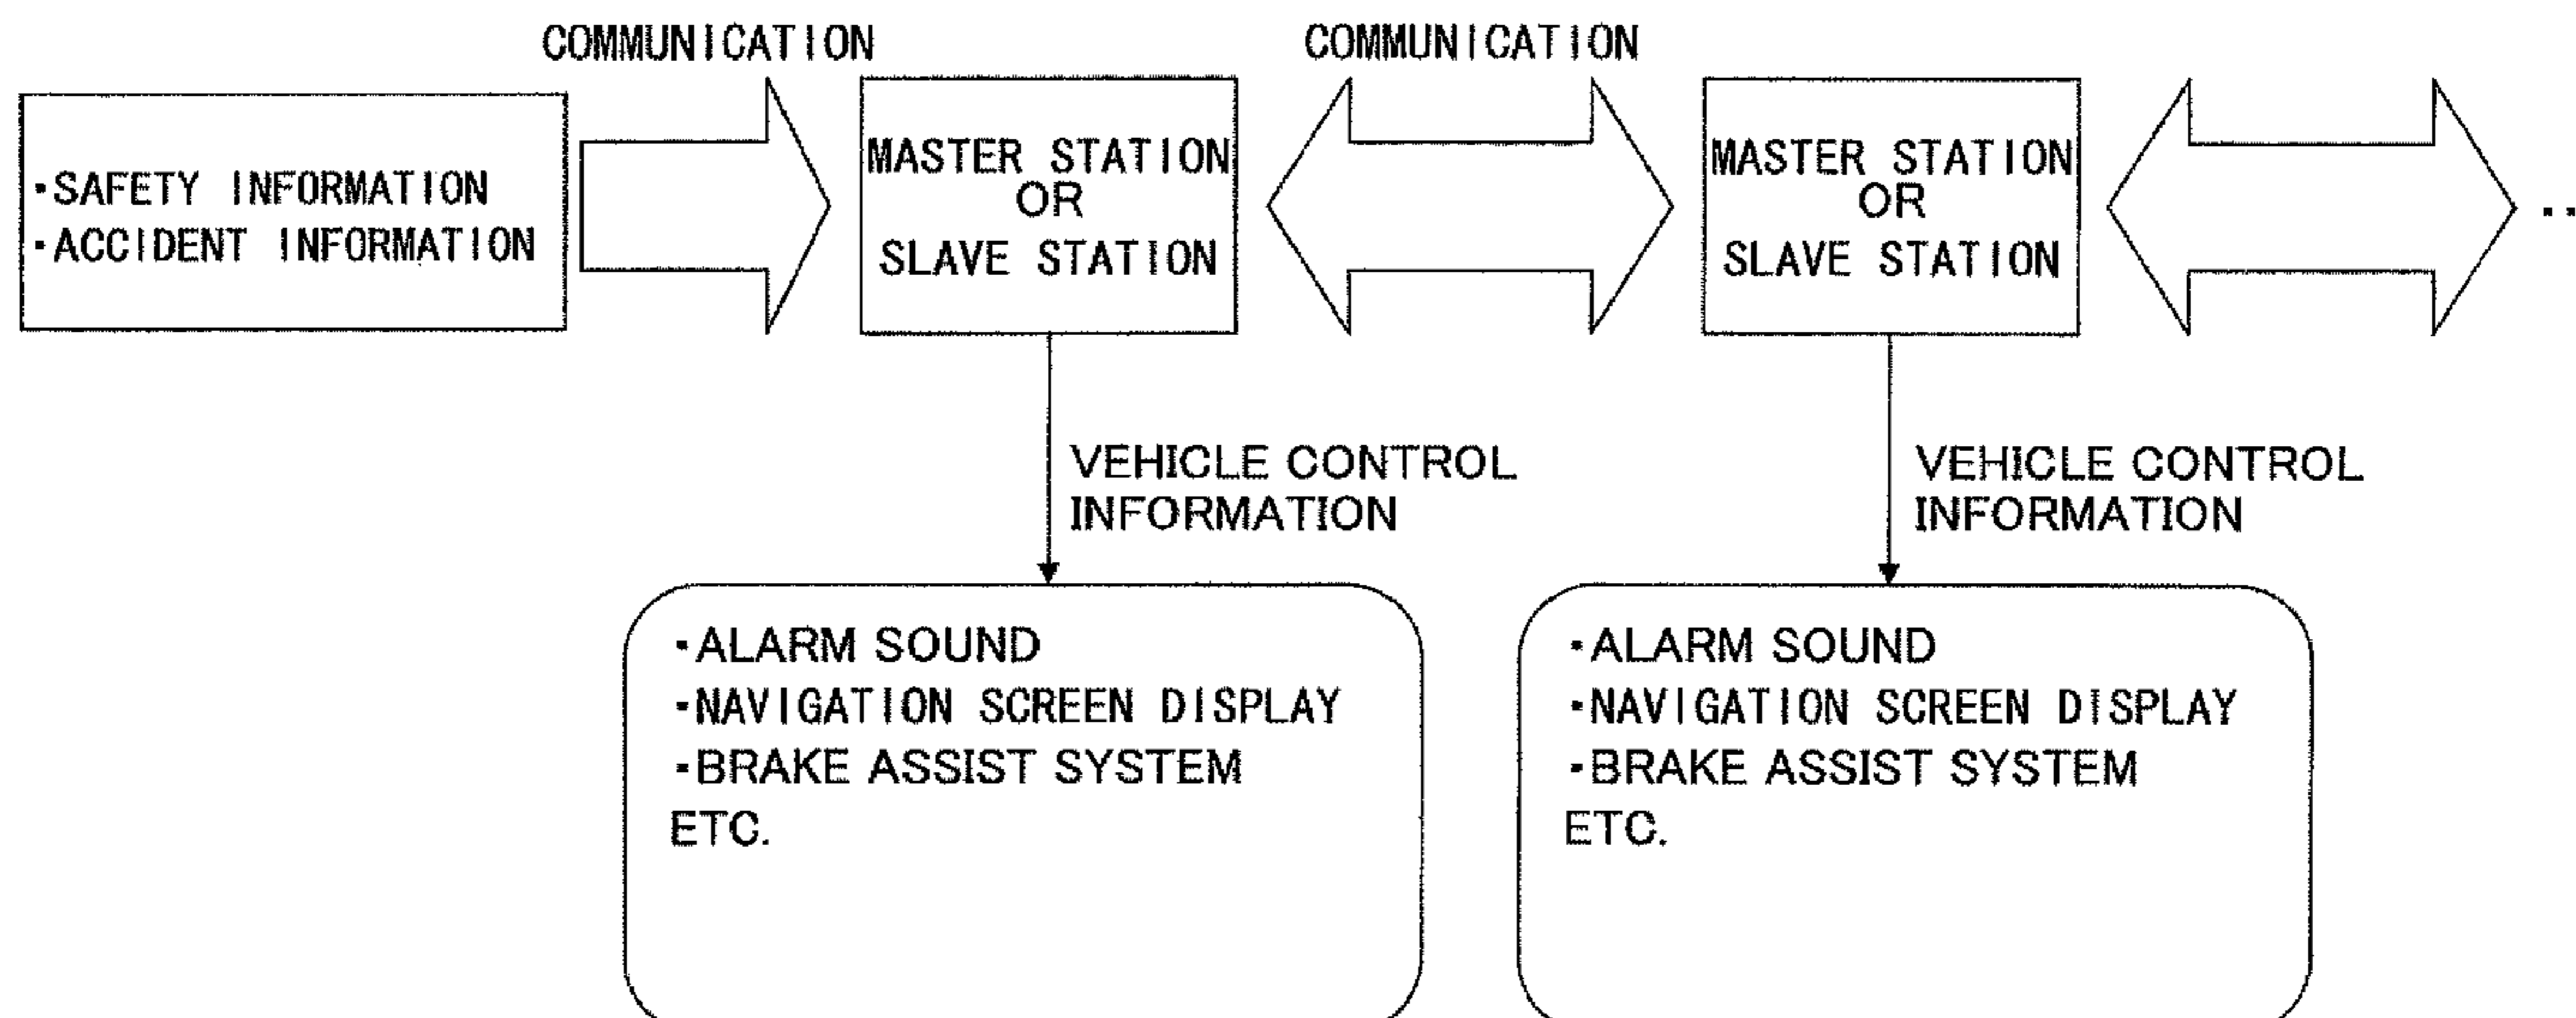 COMMUNICATION
COMMUNICATION
・SAFETY INFORMATION
・ACCIDENT INFORMATION
MASTER STATION
OR
SLAVE STATION
MASTER STATION
OR
SLAVE STATION
..
VEHICLE CONTROL
INFORMATION
VEHICLE CONTROL
INFORMATION
・ALARM SOUND
・NAVIGATION SCREEN DISPLAY
・BRAKE ASSIST SYSTEM
ETC.
・ALARM SOUND
・NAVIGATION SCREEN DISPLAY
・BRAKE ASSIST SYSTEM
ETC.